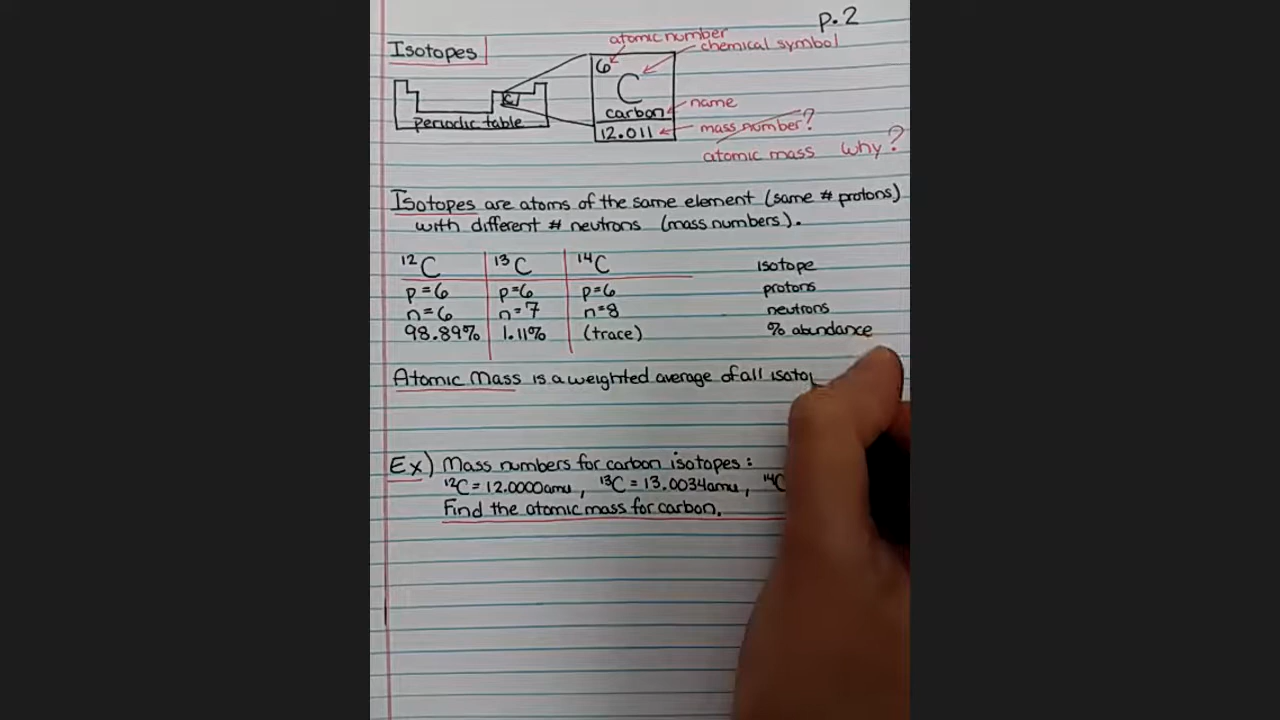 p.2
Isotopes
atomic number
chemical symbol
6
C
carbon
name
12.011
mass number?
atomic mass why?
C
periodic table
Isotopes are atoms of the same element (same # protons)
with different # neutrons (mass numbers).
¹²C ¹³C ¹⁴C isotope
p=6 p=6 p=6 protons
n=6 n=7 n=8 neutrons
98.89% 1.11% (trace) % abundance
Atomic Mass is a weighted average of all isotop
Ex) Mass numbers for carbon isotopes:
¹²C = 12.0000amu, ¹³C = 13.0034amu, ¹⁴C
Find the atomic mass for carbon.